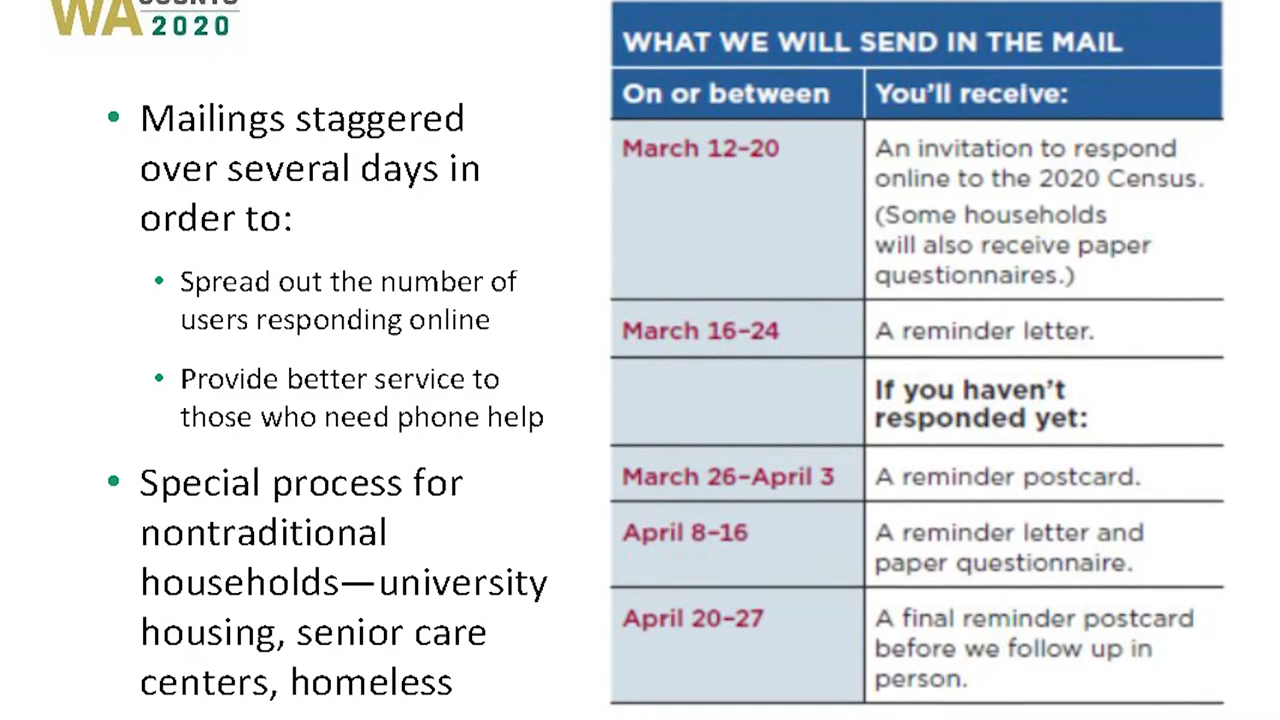 WA
2020
• Mailings staggered
over several days in
order to:
• Spread out the number of
users responding online
• Provide better service to
those who need phone help
• Special process for
nontraditional
households—university
housing, senior care
centers, homeless
WHAT WE WILL SEND IN THE MAIL
On or between
You'll receive:
March 12–20
An invitation to respond
online to the 2020 Census.
(Some households
will also receive paper
questionnaires.)
March 16–24
A reminder letter.
If you haven't
responded yet:
March 26–April 3
A reminder postcard.
April 8–16
A reminder letter and
paper questionnaire.
April 20–27
A final reminder postcard
before we follow up in
person.